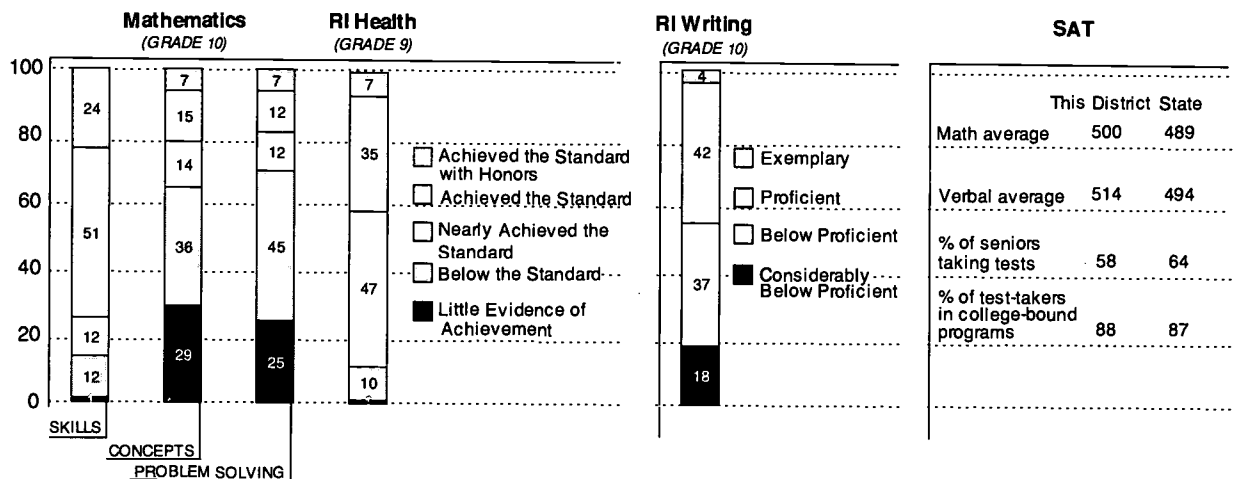 Mathematics
(GRADE 10)
RI Health
(GRADE 9)
RI Writing
(GRADE 10)
SAT
100
80
60
40
20
0
24
51
12
12
7
15
14
36
29
7
12
12
45
25
7
35
47
10
Achieved the Standard
with Honors
Achieved the Standard
Nearly Achieved the
Standard
Below the Standard
Little Evidence of
Achievement
4
42
37
18
Exemplary
Proficient
Below Proficient
Considerably
Below Proficient
This District State
Math average 500 489
Verbal average 514 494
% of seniors
taking tests 58 64
% of test-takers
in college-bound
programs 88 87
SKILLS
CONCEPTS
PROBLEM SOLVING